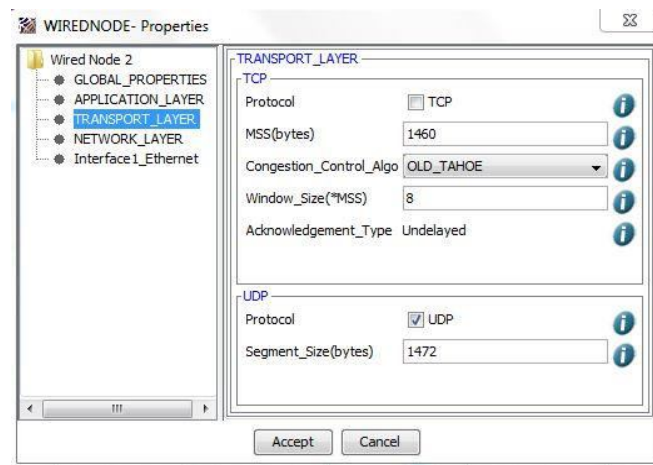 WIREDNODE- Properties
Wired Node 2
GLOBAL_PROPERTIES
APPLICATION_LAYER
TRANSPORT_LAYER
NETWORK_LAYER
Interface1_Ethernet
TRANSPORT_LAYER
TCP
Protocol TCP
MSS(bytes) 1460
Congestion_Control_Algo OLD_TAHOE
Window_Size(*MSS) 8
Acknowledgement_Type Undelayed
UDP
Protocol UDP
Segment_Size(bytes) 1472
Accept Cancel